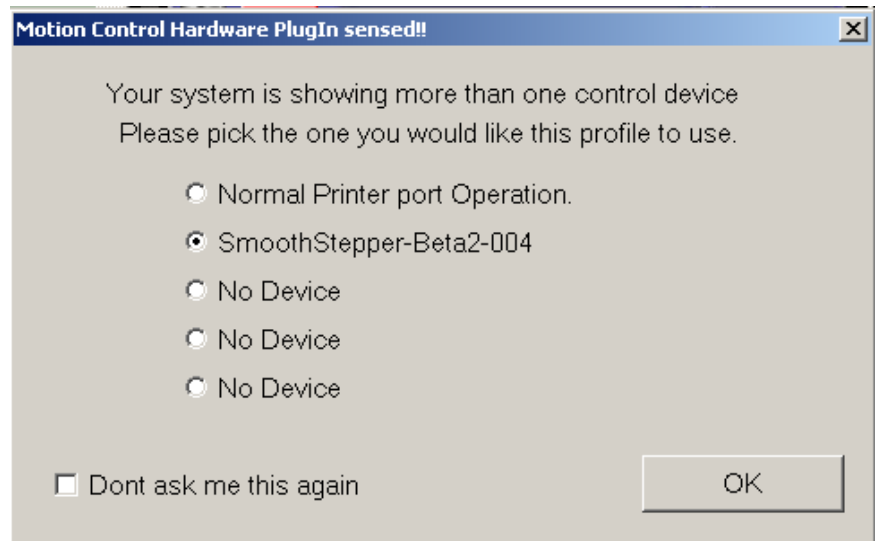 Motion Control Hardware PlugIn sensed!!
Your system is showing more than one control device
Please pick the one you would like this profile to use.
Normal Printer port Operation.
SmoothStepper-Beta2-004
No Device
No Device
No Device
Dont ask me this again
OK